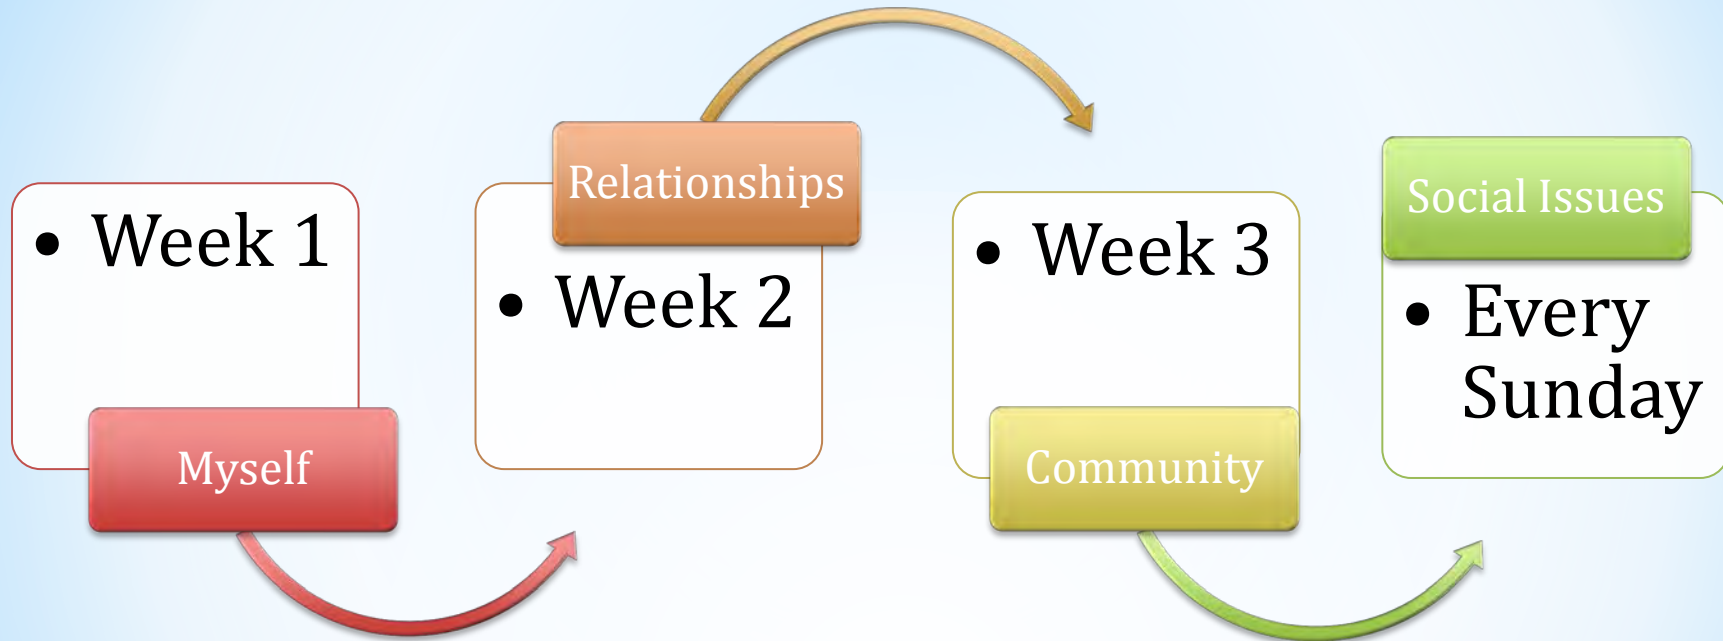 • Week 1
Myself
Relationships
• Week 2
• Week 3
Community
Social Issues
• Every
Sunday